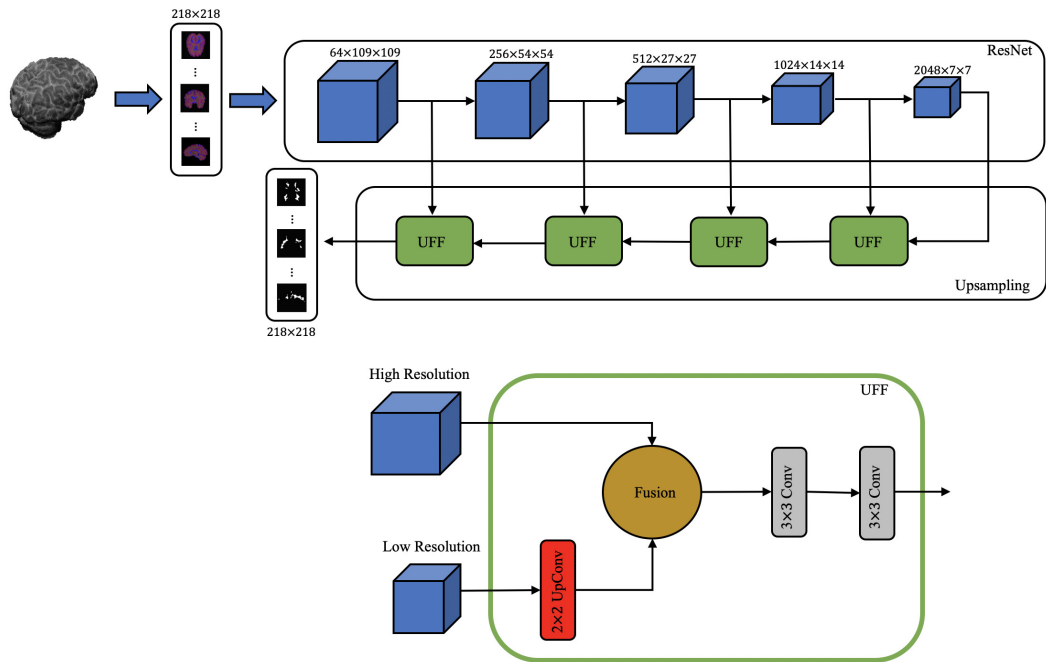 218×218
ResNet
64×109×109
256×54×54
512×27×27
1024×14×14
2048×7×7
...
...
UFF
UFF
UFF
UFF
...
...
Upsampling
218×218
High Resolution
UFF
Fusion
3×3 Conv
3×3 Conv
Low Resolution
2×2 UpConv